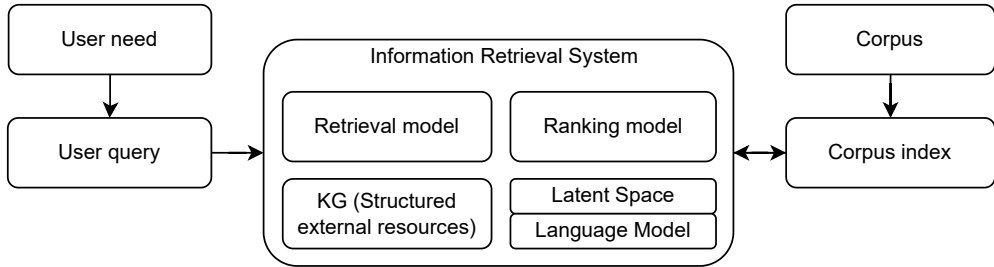 User need
Information Retrieval System
Corpus
Retrieval model
Ranking model
User query
Corpus index
KG (Structured
external resources)
Latent Space
Language Model